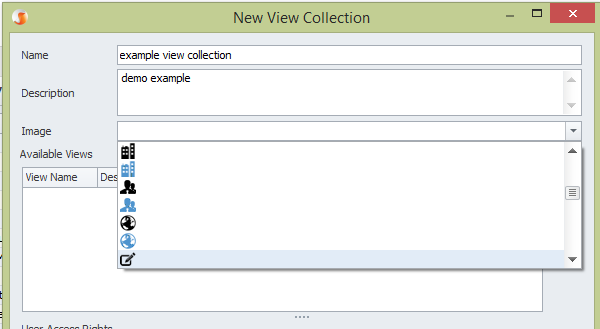 New View Collection
Name
example view collection
Description
demo example
Image
Available Views
View Name
Des
User Access Rights